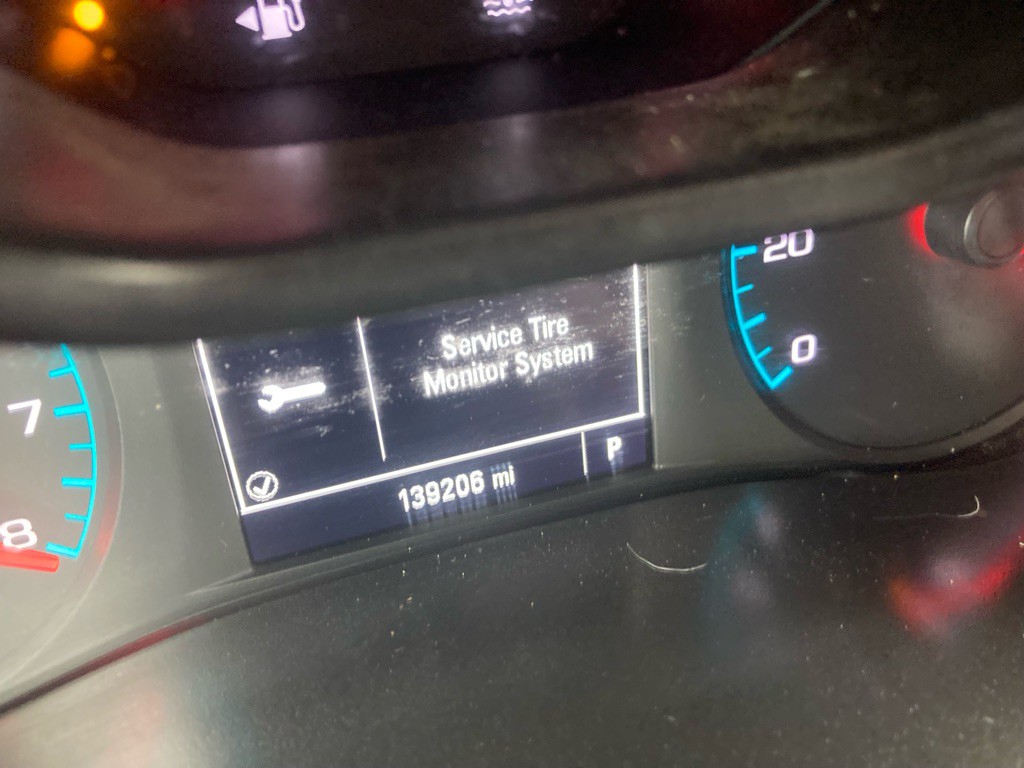 20
Service Tire
Monitor System
0
7
139206 mi
P
8